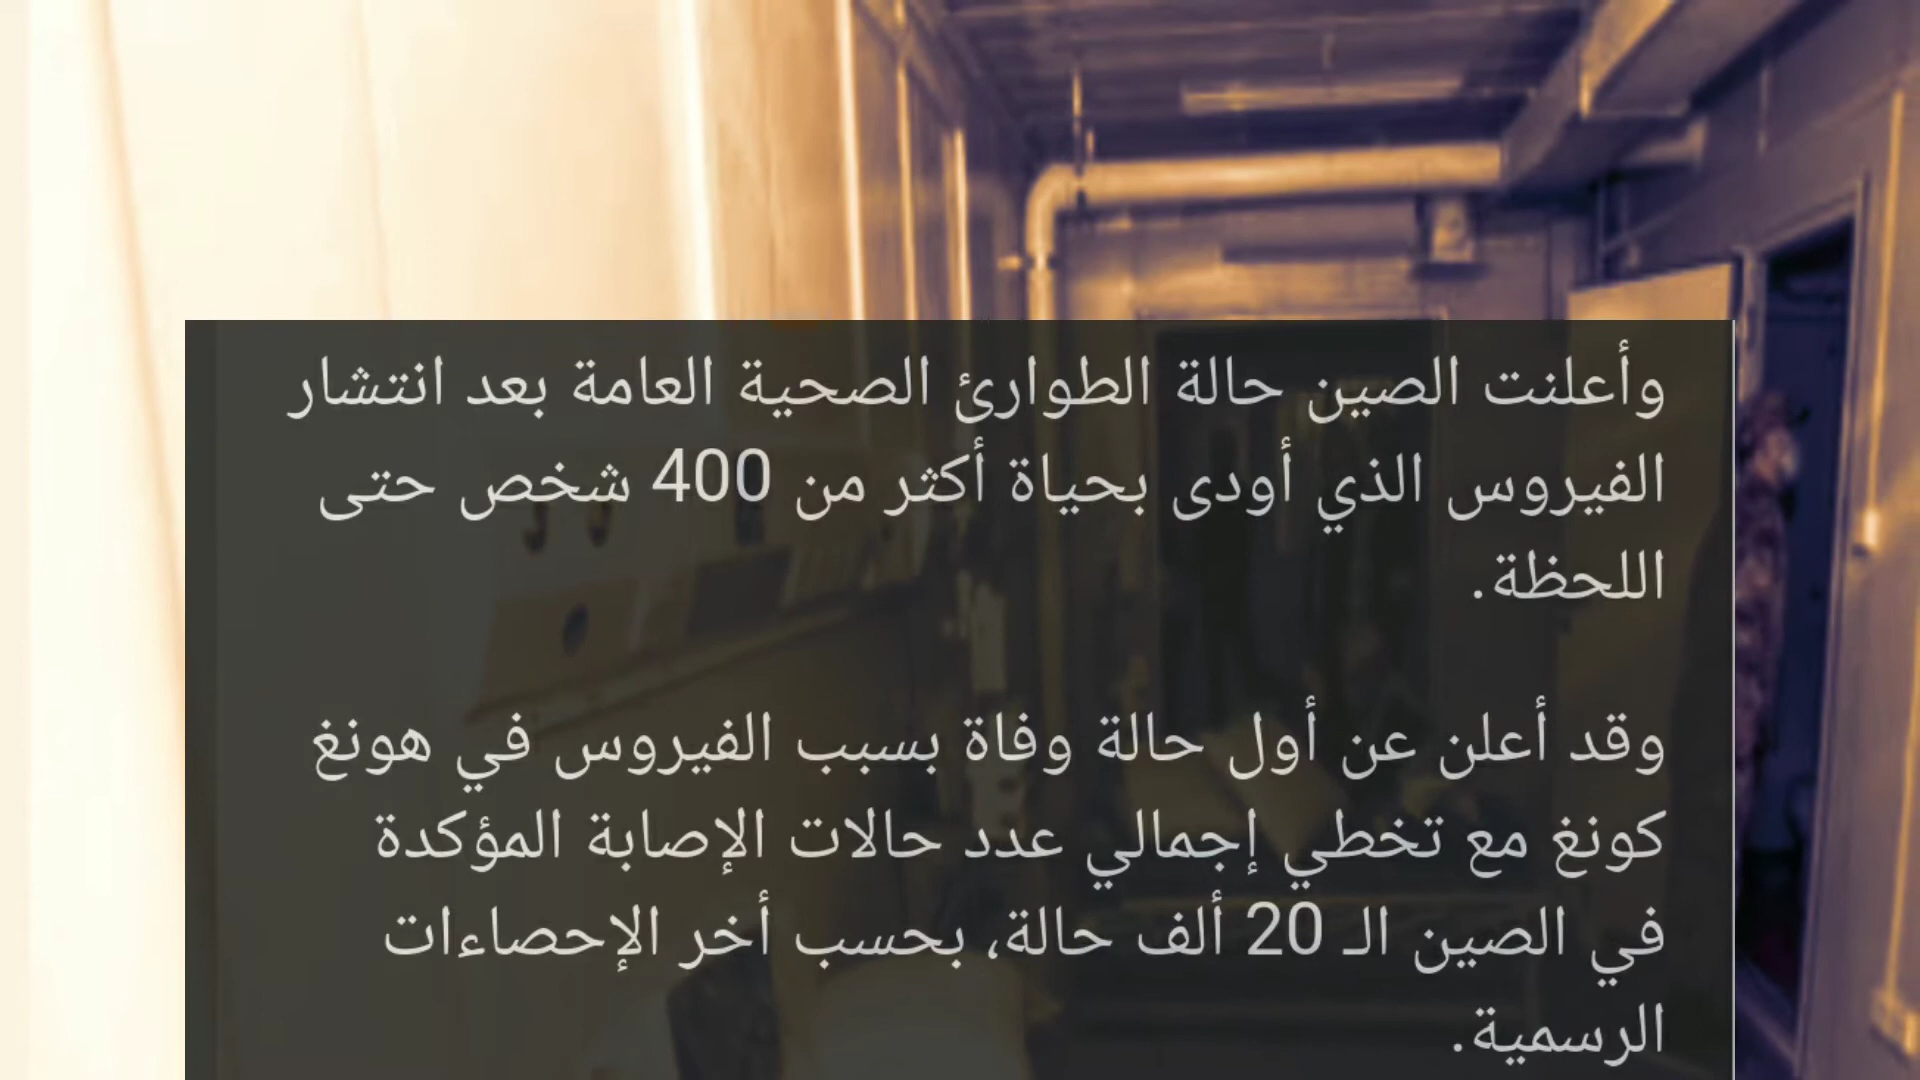 وأعلنت الصين حالة الطوارئ الصحية العامة بعد انتشار
الفيروس الذي أودى بحياة أكثر من 400 شخص حتى
اللحظة.
وقد أعلن عن أول حالة وفاة بسبب الفيروس في هونغ
كونغ مع تخطي إجمالي عدد حالات الإصابة المؤكدة
في الصين الـ 20 ألف حالة، بحسب أخر الإحصاءات
الرسمية.